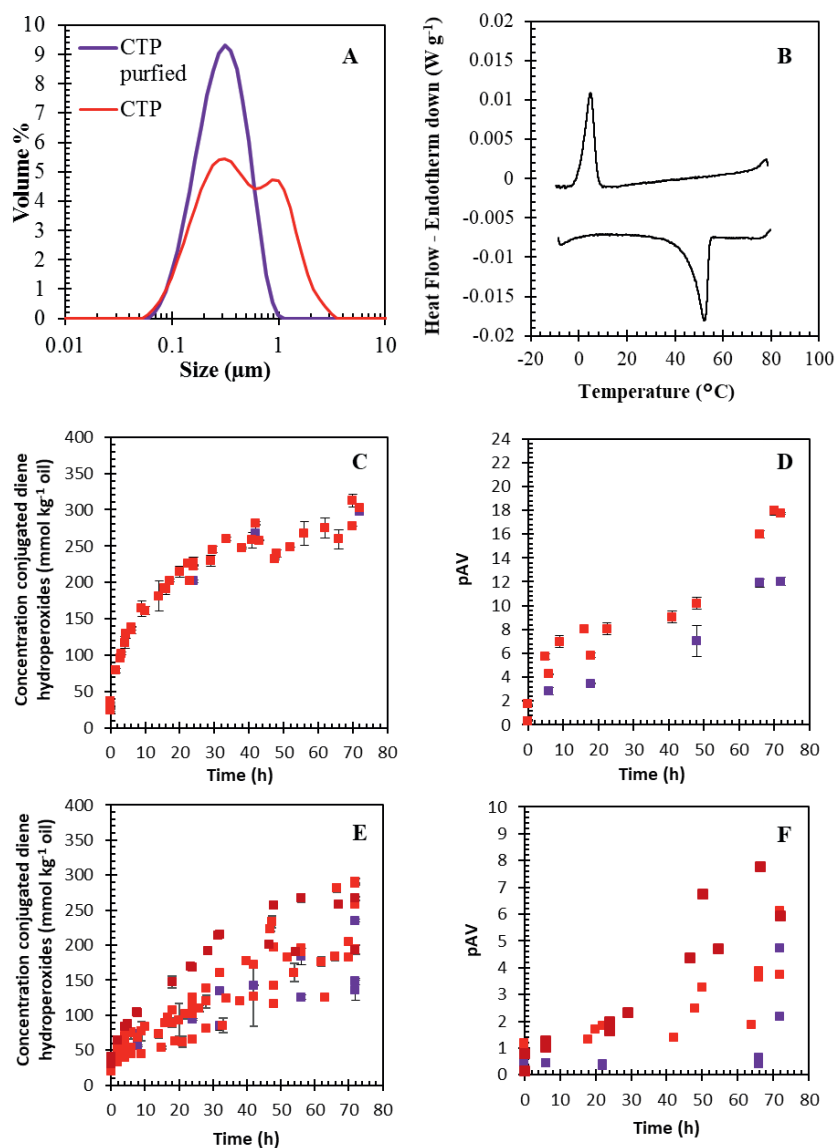 A
CTP
purfied
CTP
10
9
8
7
6
5
4
3
2
1
0
Volume %
0.01
0.1
1
10
Size (µm)
B
0.02
0.015
0.01
0.005
0
-0.005
-0.01
-0.015
-0.02
Heat Flow - Endotherm down (W g-1)
-20
0
20
40
60
80
100
Temperature (°C)
C
400
350
300
250
200
150
100
50
0
Concentration conjugated diene
hydroperoxides (mmol kg-1 oil)
0 10 20 30 40 50 60 70 80
Time (h)
D
24
22
20
18
16
14
12
10
8
6
4
2
0
pAV
0 10 20 30 40 50 60 70 80
Time (h)
E
400
350
300
250
200
150
100
50
0
Concentration conjugated diene
hydroperoxides (mmol kg-1 oil)
0 10 20 30 40 50 60 70 80
Time (h)
F
10
9
8
7
6
5
4
3
2
1
0
pAV
0 10 20 30 40 50 60 70 80
Time (h)